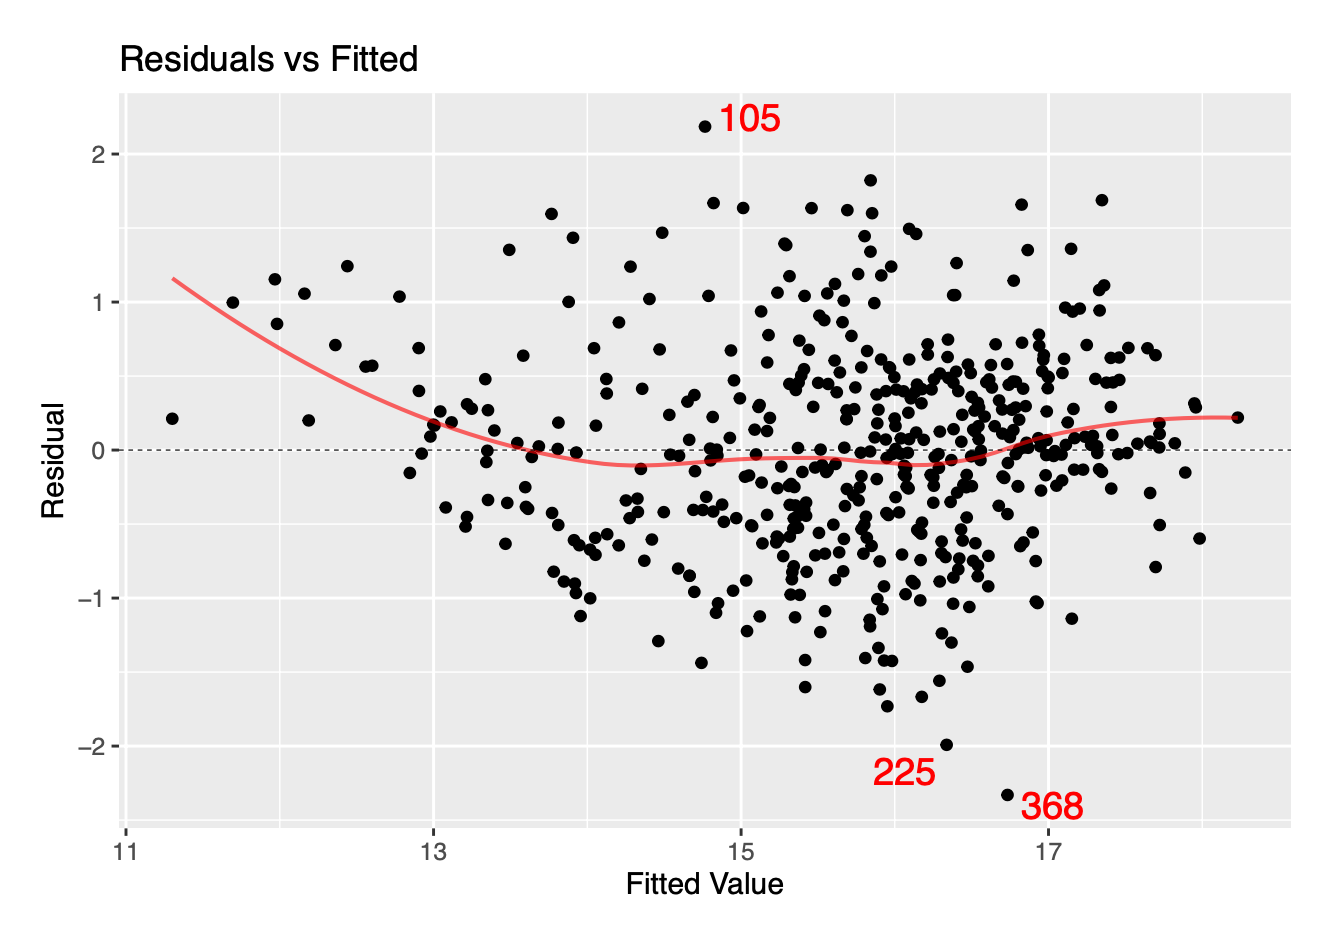 Residuals vs Fitted
105
2
1
0
−1
−2
225
368
11 13 15 17
Fitted Value
Residual